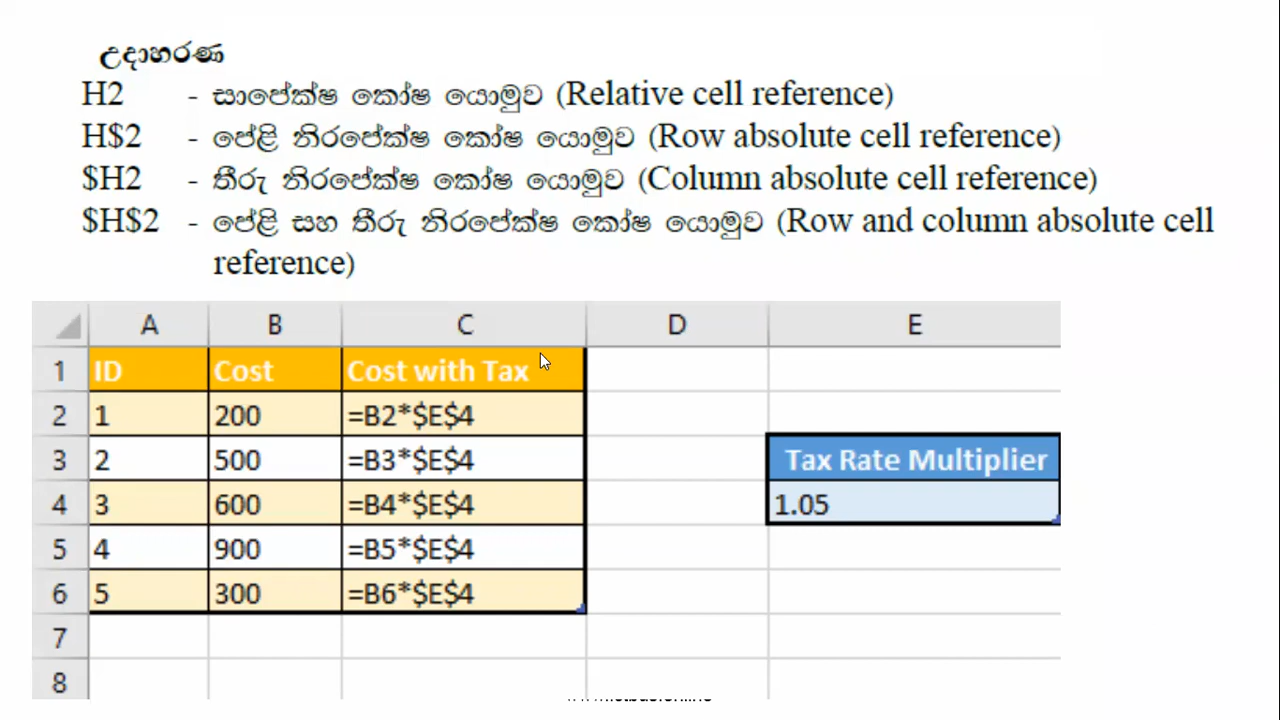 උදාහරණ
H2 - සාපේක්ෂ කෝෂ යොමුව (Relative cell reference)
H$2 - පේළි නිරපේක්ෂ කෝෂ යොමුව (Row absolute cell reference)
$H2 - තීරු නිරපේක්ෂ කෝෂ යොමුව (Column absolute cell reference)
$H$2 - පේළි සහ තීරු නිරපේක්ෂ කෝෂ යොමුව (Row and column absolute cell
reference)
A B C D E
1 ID Cost Cost with Tax
2 1 200 =B2*$E$4
3 2 500 =B3*$E$4 Tax Rate Multiplier
4 3 600 =B4*$E$4 1.05
5 4 900 =B5*$E$4
6 5 300 =B6*$E$4
7
8